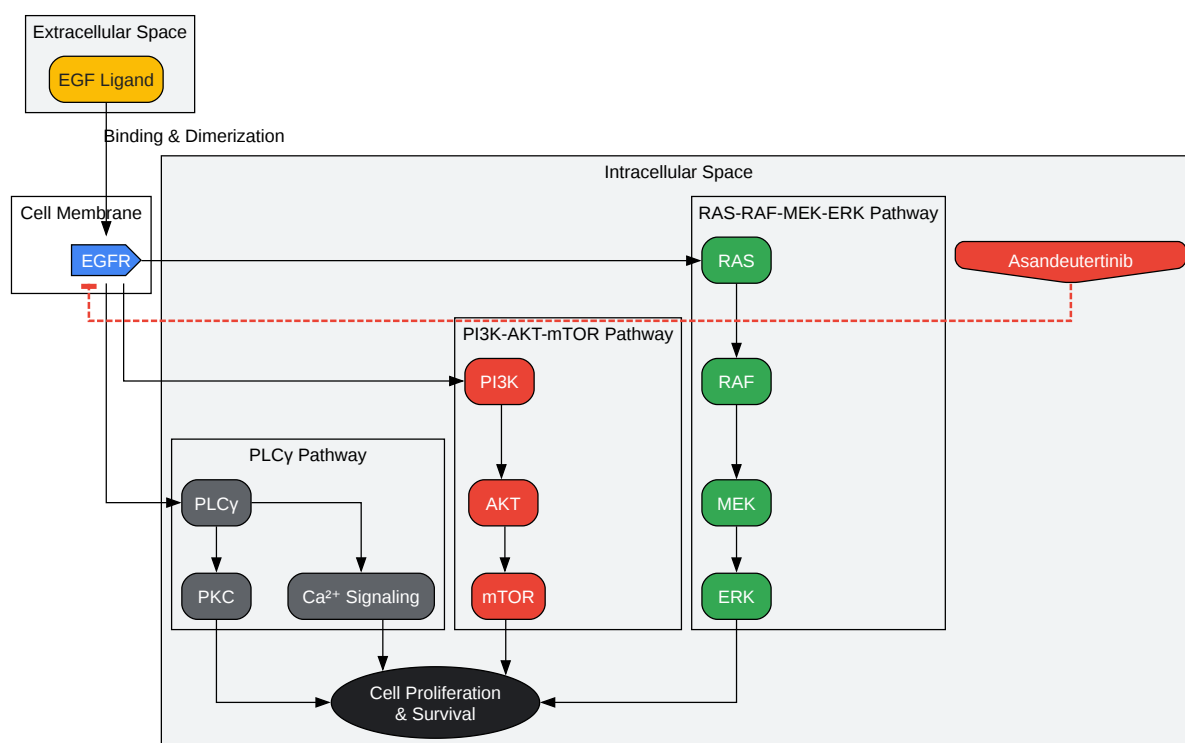 Extracellular Space
EGF Ligand
Binding & Dimerization
Intracellular Space
Cell Membrane
EGFR
RAS-RAF-MEK-ERK Pathway
RAS
Asandeutertinib
PI3K-AKT-mTOR Pathway
PI3K
RAF
PLCγ Pathway
PLCγ
AKT
MEK
PKC
Ca²⁺ Signaling
mTOR
ERK
Cell Proliferation
& Survival